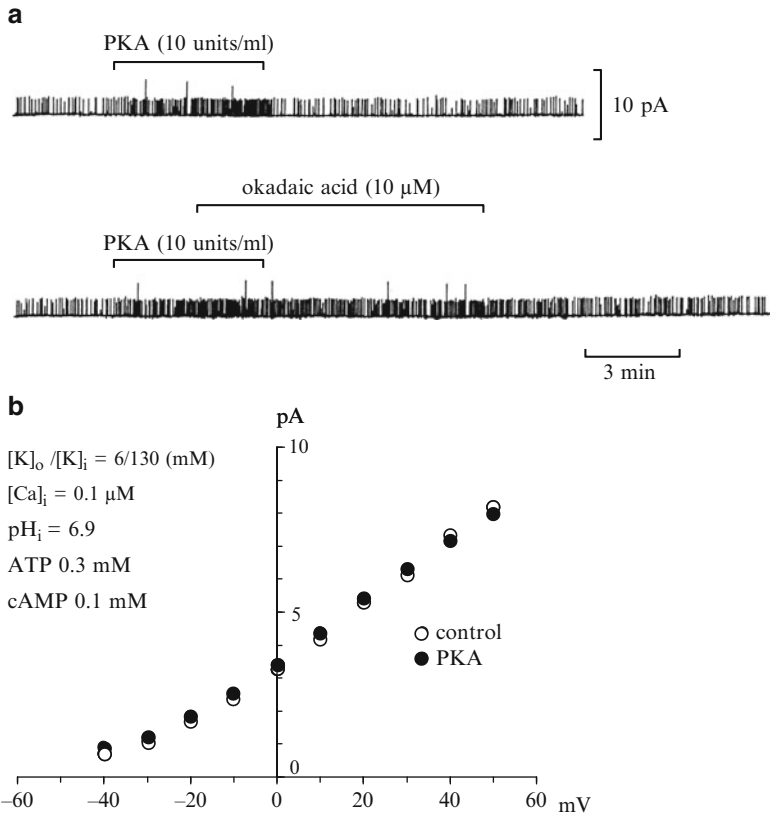 a
PKA (10 units/ml)
10 pA
okadaic acid (10 μM)
PKA (10 units/ml)
3 min
b
pA
10
[K]o /[K]i = 6/130 (mM)
[Ca]i = 0.1 μM
pHi = 6.9
ATP 0.3 mM
cAMP 0.1 mM
5
control
PKA
0
−60 −40 −20 0 20 40 60 mV